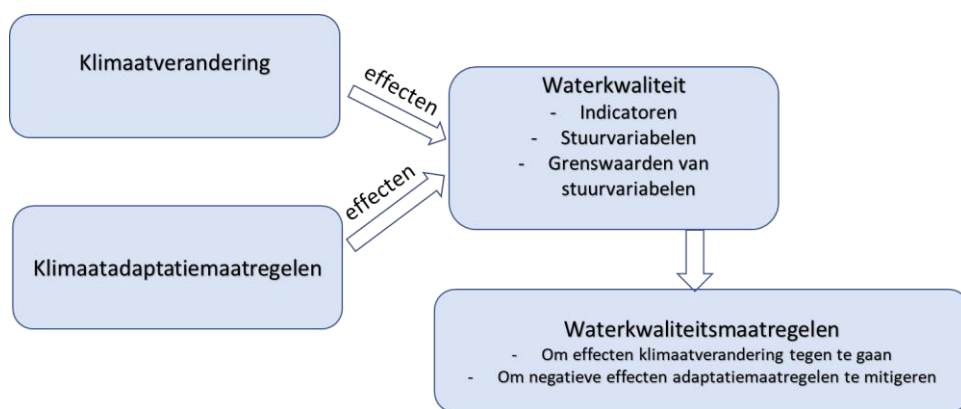 Klimaatverandering
effecten
Waterkwaliteit
- Indicatoren
- Stuurvariabelen
- Grenswaarden van
stuurvariabelen
effecten
Klimaatadaptatiemaatregelen
Waterkwaliteitsmaatregelen
- Om effecten klimaatverandering tegen te gaan
- Om negatieve effecten adaptatiemaatregelen te mitigeren